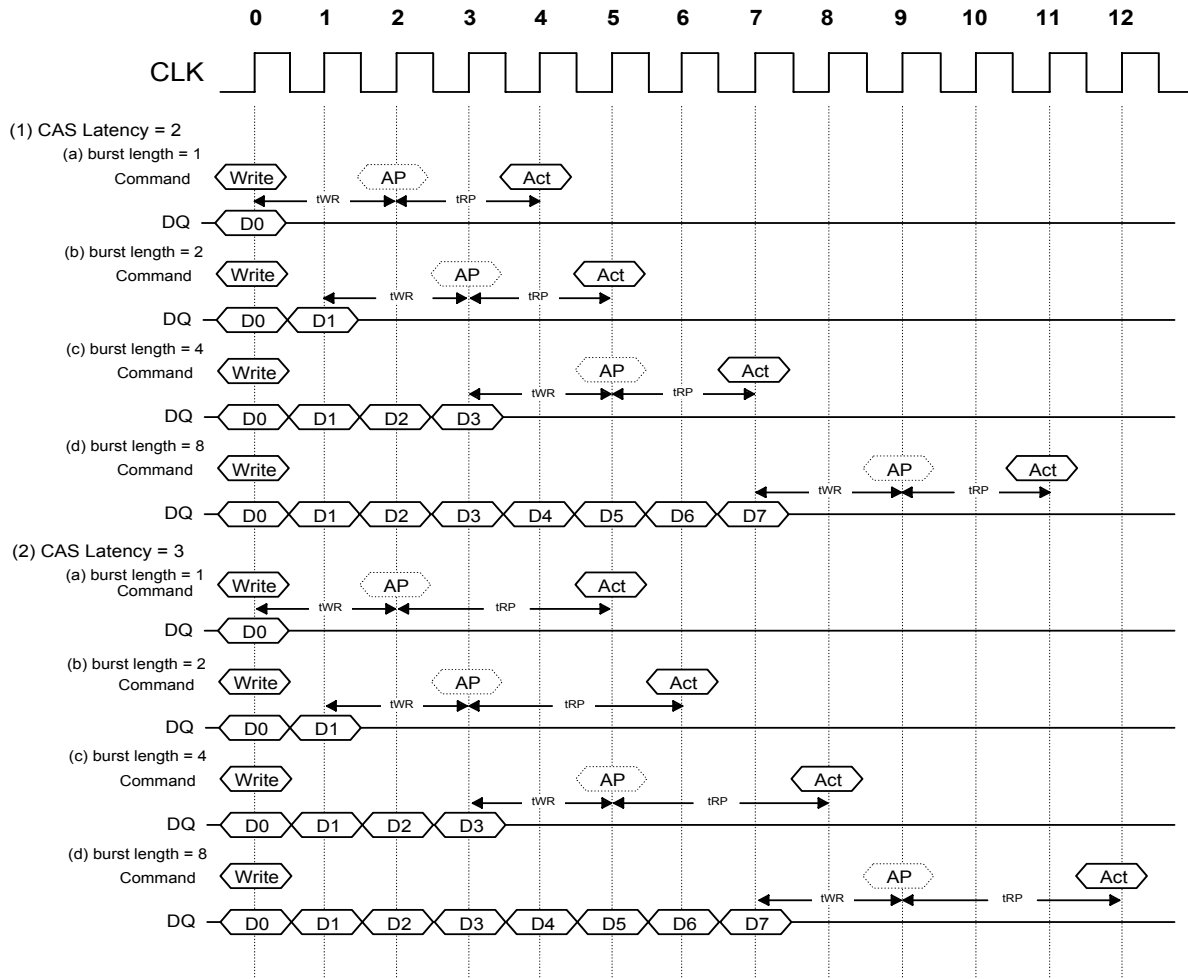 0 1 2 3 4 5 6 7 8 9 10 11 12
CLK
(1) CAS Latency = 2
(a) burst length = 1
Command Write AP Act
tWR tRP
DQ D0
(b) burst length = 2
Command Write AP Act
tWR tRP
DQ D0 D1
(c) burst length = 4
Command Write AP Act
tWR tRP
DQ D0 D1 D2 D3
(d) burst length = 8
Command Write AP Act
tWR tRP
DQ D0 D1 D2 D3 D4 D5 D6 D7
(2) CAS Latency = 3
(a) burst length = 1
Command Write AP Act
tWR tRP
DQ D0
(b) burst length = 2
Command Write AP Act
tWR tRP
DQ D0 D1
(c) burst length = 4
Command Write AP Act
tWR tRP
DQ D0 D1 D2 D3
(d) burst length = 8
Command Write AP Act
tWR tRP
DQ D0 D1 D2 D3 D4 D5 D6 D7